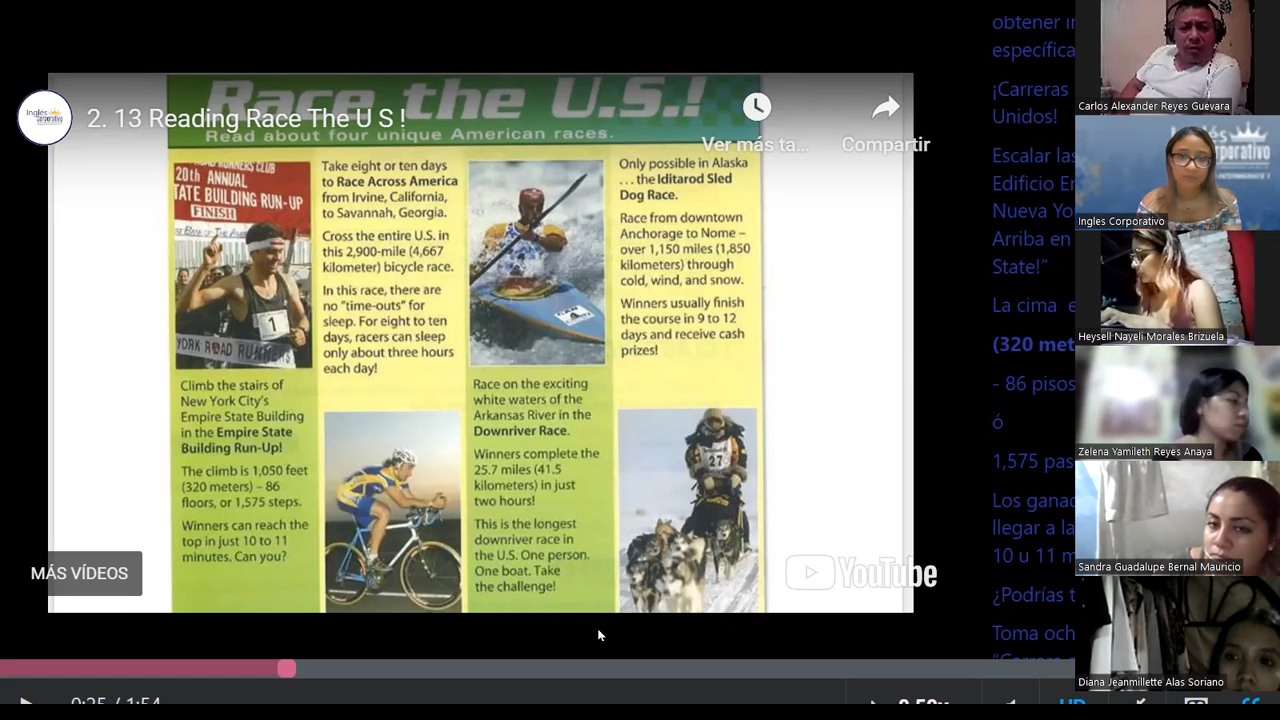 2. 13 Reading Race The U S !
Ver más ta...
Compartir
Inglés
Corporativo
Race the U.S.!
Read about four unique American races.
20th ANNUAL
TATE BUILDING RUN-UP
FINISH
1
YORK ROAD RUNNERS
Climb the stairs of
New York City's
Empire State Building
in the Empire State
Building Run-Up!
The climb is 1,050 feet
(320 meters) – 86
floors, or 1,575 steps.
Winners can reach the
top in just 10 to 11
minutes. Can you?
Take eight or ten days
to Race Across America
from Irvine, California,
to Savannah, Georgia.
Cross the entire U.S. in
this 2,900-mile (4,667
kilometer) bicycle race.
In this race, there are
no "time-outs" for
sleep. For eight to ten
days, racers can sleep
only about three hours
each day!
Race on the exciting
white waters of the
Arkansas River in the
Downriver Race.
Winners complete the
25.7 miles (41.5
kilometers) in just
two hours!
This is the longest
downriver race in
the U.S. One person.
One boat. Take
the challenge!
Only possible in Alaska
. . . the Iditarod Sled
Dog Race.
Race from downtown
Anchorage to Nome –
over 1,150 miles (1,850
kilometers) through
cold, wind, and snow.
Winners usually finish
the course in 9 to 12
days and receive cash
prizes!
27
MÁS VÍDEOS
YouTube
0:35 / 1:54
HD
obtener
específica
¡Carreras
Unidos!
Escalar las
Edificio
Nueva
Arriba en
State!"
La cima
(320
- 86 pisos
ó
1,575
Los
llegar a la
10 u 11
¿Podrías
Toma
Carlos Alexander Reyes Guevara
Inglés
Corporativo
Ingles Corporativo
Heysell Nayeli Morales Brizuela
Zelena Yamileth Reyes Anaya
Sandra Guadalupe Bernal Mauricio
Diana Jeanmillette Alas Soriano